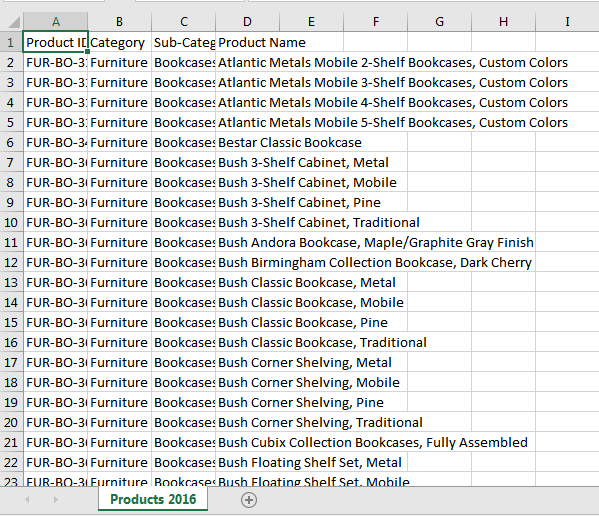 A B C D E F G H I
1 Product ID Category Sub-Categ Product Name
2 FUR-BO-3 Furniture Bookcases Atlantic Metals Mobile 2-Shelf Bookcases, Custom Colors
3 FUR-BO-3 Furniture Bookcases Atlantic Metals Mobile 3-Shelf Bookcases, Custom Colors
4 FUR-BO-3 Furniture Bookcases Atlantic Metals Mobile 4-Shelf Bookcases, Custom Colors
5 FUR-BO-3 Furniture Bookcases Atlantic Metals Mobile 5-Shelf Bookcases, Custom Colors
6 FUR-BO-3 Furniture Bookcases Bestar Classic Bookcase
7 FUR-BO-3 Furniture Bookcases Bush 3-Shelf Cabinet, Metal
8 FUR-BO-3 Furniture Bookcases Bush 3-Shelf Cabinet, Mobile
9 FUR-BO-3 Furniture Bookcases Bush 3-Shelf Cabinet, Pine
10 FUR-BO-3 Furniture Bookcases Bush 3-Shelf Cabinet, Traditional
11 FUR-BO-3 Furniture Bookcases Bush Andora Bookcase, Maple/Graphite Gray Finish
12 FUR-BO-3 Furniture Bookcases Bush Birmingham Collection Bookcase, Dark Cherry
13 FUR-BO-3 Furniture Bookcases Bush Classic Bookcase, Metal
14 FUR-BO-3 Furniture Bookcases Bush Classic Bookcase, Mobile
15 FUR-BO-3 Furniture Bookcases Bush Classic Bookcase, Pine
16 FUR-BO-3 Furniture Bookcases Bush Classic Bookcase, Traditional
17 FUR-BO-3 Furniture Bookcases Bush Corner Shelving, Metal
18 FUR-BO-3 Furniture Bookcases Bush Corner Shelving, Mobile
19 FUR-BO-3 Furniture Bookcases Bush Corner Shelving, Pine
20 FUR-BO-3 Furniture Bookcases Bush Corner Shelving, Traditional
21 FUR-BO-3 Furniture Bookcases Bush Cubix Collection Bookcases, Fully Assembled
22 FUR-BO-3 Furniture Bookcases Bush Floating Shelf Set, Metal
23 FUR-BO-3 Furniture Bookcases Bush Floating Shelf Set, Mobile
Products 2016